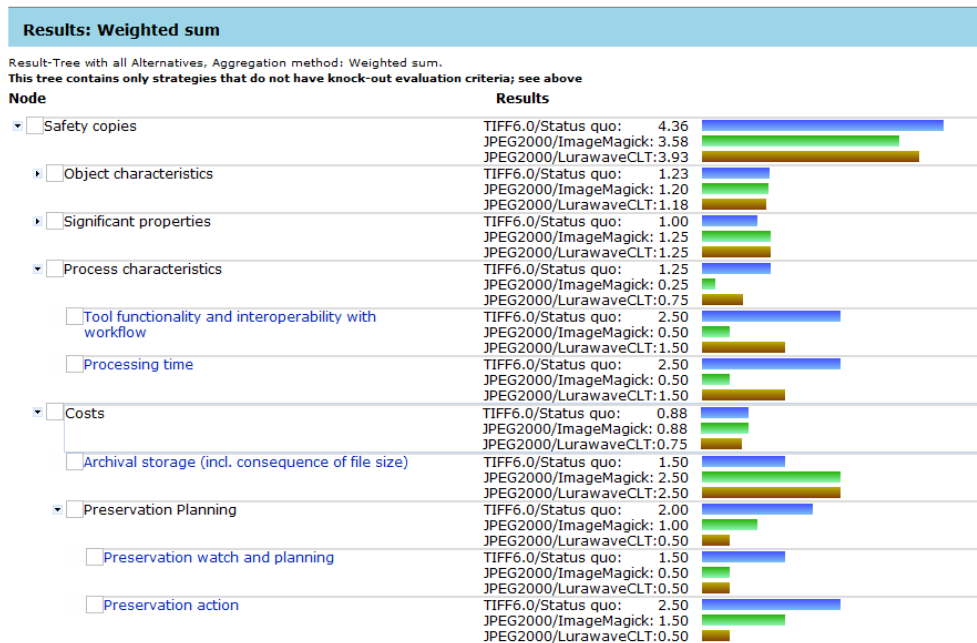 Results: Weighted sum
Result-Tree with all Alternatives, Aggregation method: Weighted sum.
This tree contains only strategies that do not have knock-out evaluation criteria; see above
Node Results
Safety copies TIFF6.0/Status quo: 4.36
JPEG2000/ImageMagick: 3.58
JPEG2000/LurawaveCLT:3.93
Object characteristics TIFF6.0/Status quo: 1.23
JPEG2000/ImageMagick: 1.20
JPEG2000/LurawaveCLT:1.18
Significant properties TIFF6.0/Status quo: 1.00
JPEG2000/ImageMagick: 1.25
JPEG2000/LurawaveCLT:1.25
Process characteristics TIFF6.0/Status quo: 1.25
JPEG2000/ImageMagick: 0.25
JPEG2000/LurawaveCLT:0.75
Tool functionality and interoperability with TIFF6.0/Status quo: 2.50
workflow JPEG2000/ImageMagick: 0.50
JPEG2000/LurawaveCLT:1.50
Processing time TIFF6.0/Status quo: 2.50
JPEG2000/ImageMagick: 0.50
JPEG2000/LurawaveCLT:1.50
Costs TIFF6.0/Status quo: 0.88
JPEG2000/ImageMagick: 0.88
JPEG2000/LurawaveCLT:0.75
Archival storage (incl. consequence of file size) TIFF6.0/Status quo: 1.50
JPEG2000/ImageMagick: 2.50
JPEG2000/LurawaveCLT:2.50
Preservation Planning TIFF6.0/Status quo: 2.00
JPEG2000/ImageMagick: 1.00
JPEG2000/LurawaveCLT:0.50
Preservation watch and planning TIFF6.0/Status quo: 1.50
JPEG2000/ImageMagick: 0.50
JPEG2000/LurawaveCLT:0.50
Preservation action TIFF6.0/Status quo: 2.50
JPEG2000/ImageMagick: 1.50
JPEG2000/LurawaveCLT:0.50